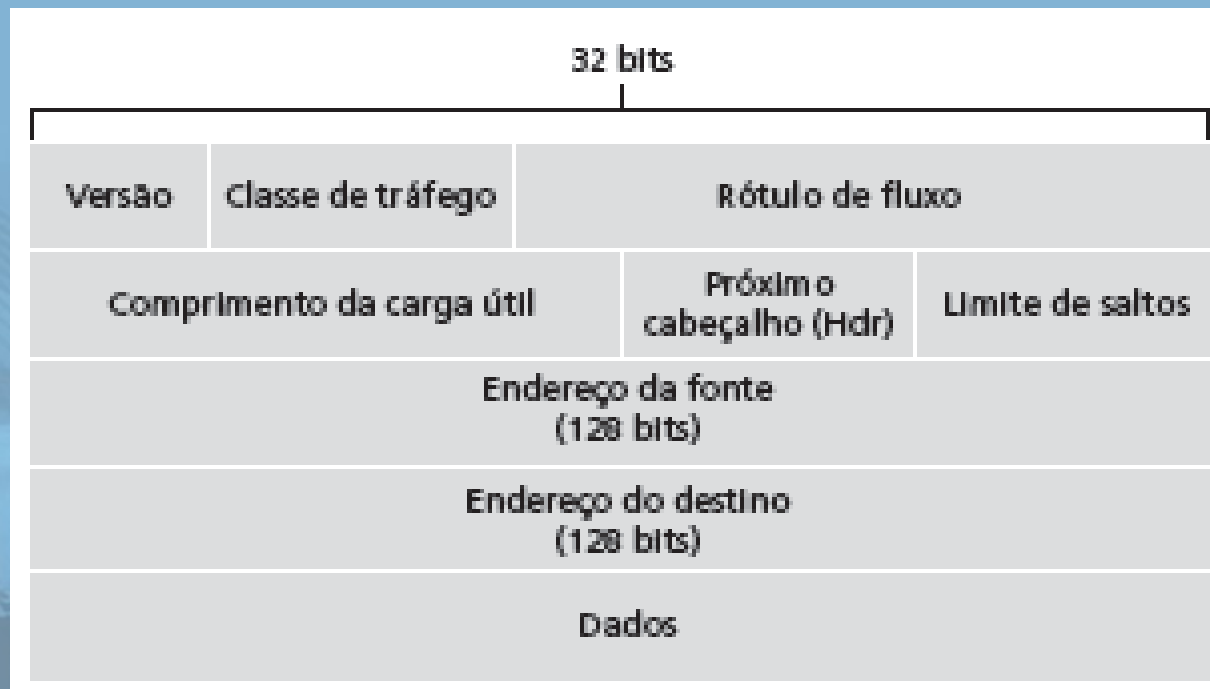 32 bits
Versão Classe de tráfego Rótulo de fluxo
Comprimento da carga útil Próximo cabeçalho (Hdr) Limite de saltos
Endereço da fonte
(128 bits)
Endereço do destino
(128 bits)
Dados